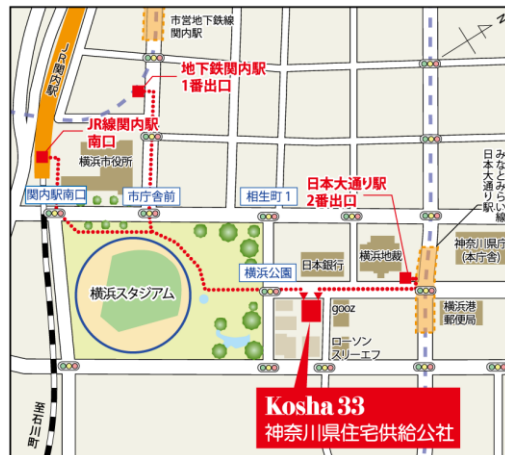 市営地下鉄線
関内駅
N
JR関内駅
地下鉄関内駅
1番出口
JR線関内駅
南口
横浜市役所
みなとみらい線
日本大通り駅
関内駅南口
市庁舎前
相生町1
日本大通り駅
2番出口
横浜公園
日本銀行
横浜地裁
神奈川県庁
(本庁舎)
横浜スタジアム
gooz
横浜港
郵便局
ローソン
スリーエフ
Kosha 33
神奈川県住宅供給公社
至石川町